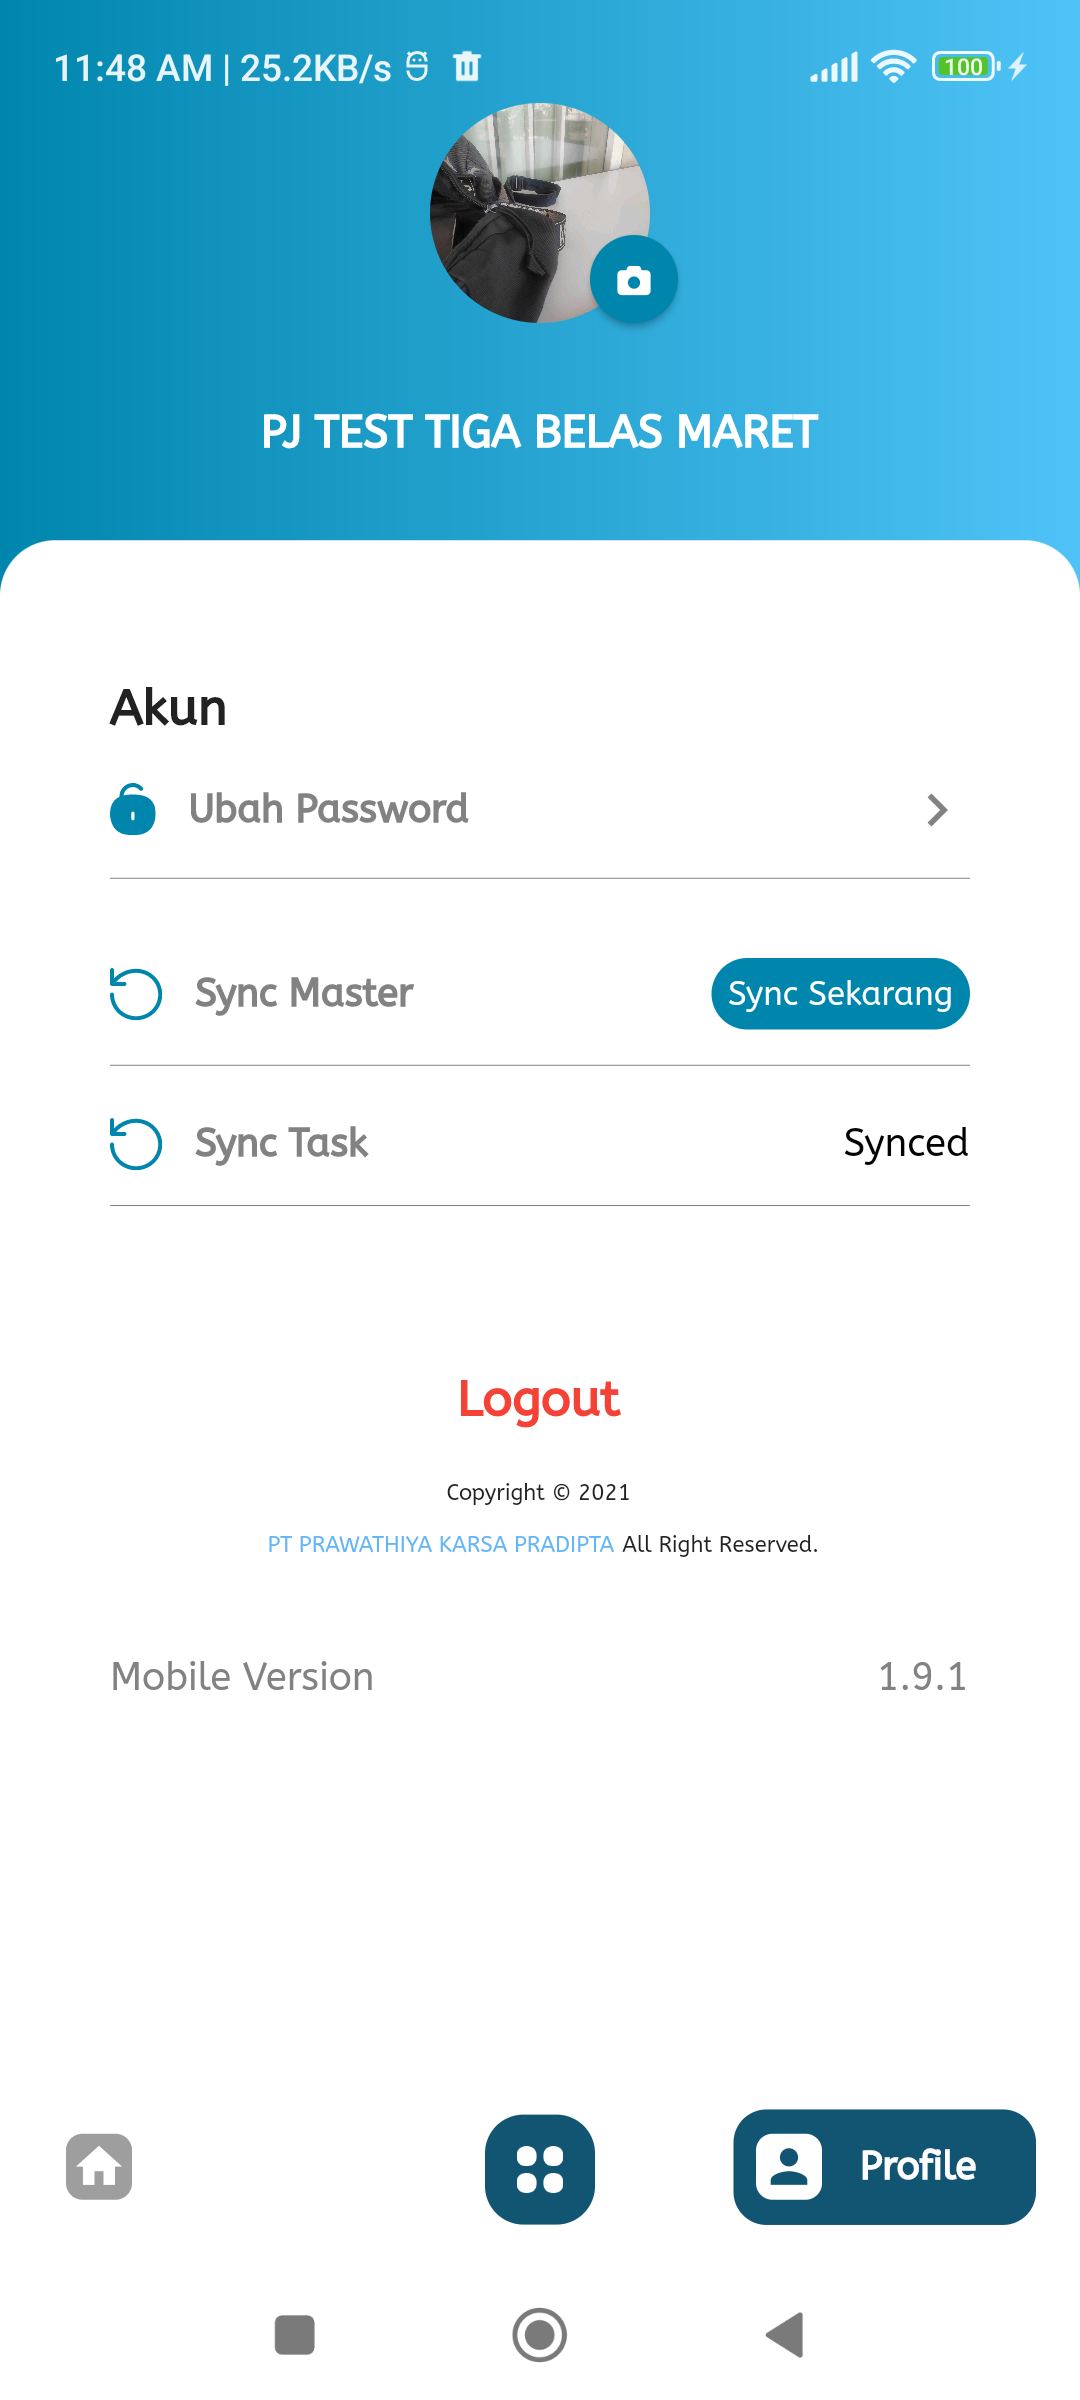 11:48 AM | 25.2KB/s
100
PJ TEST TIGA BELAS MARET
Akun
Ubah Password
Sync Master
Sync Sekarang
Sync Task
Synced
Logout
Copyright © 2021
PT PRAWATHIYA KARSA PRADIPTA All Right Reserved.
Mobile Version
1.9.1
Profile